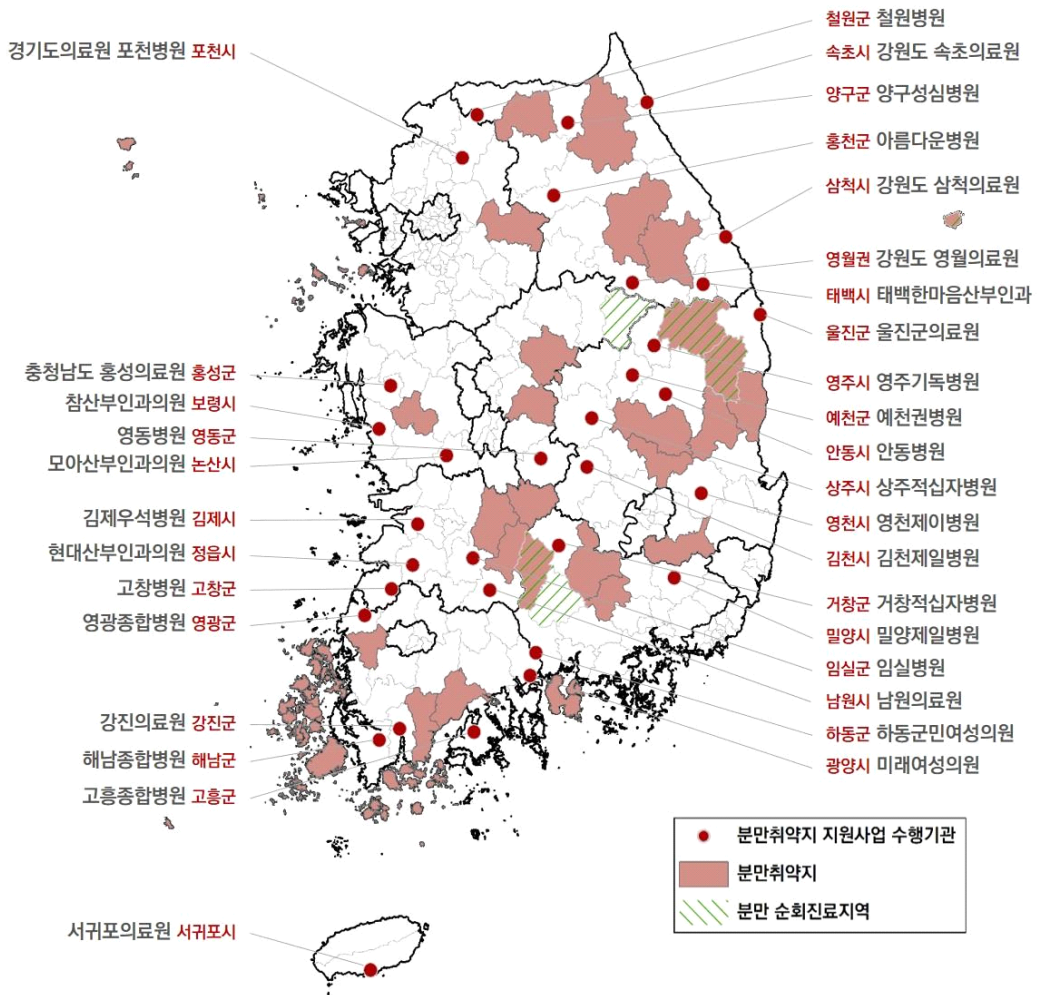 철원군 철원병원
경기도의료원 포천병원 포천시
속초시 강원도 속초의료원
양구군 양구성심병원
홍천군 아름다운병원
삼척시 강원도 삼척의료원
영월권 강원도 영월의료원
태백시 태백한마음산부인과
울진군 울진군의료원
충청남도 홍성의료원 홍성군
영주시 영주기독병원
참산부인과의원 보령시
예천군 예천권병원
영동병원 영동군
안동시 안동병원
모아산부인과의원 논산시
상주시 상주적십자병원
김제우석병원 김제시
영천시 영천제이병원
현대산부인과의원 정읍시
김천시 김천제일병원
고창병원 고창군
거창군 거창적십자병원
영광종합병원 영광군
밀양시 밀양제일병원
임실군 임실병원
남원시 남원의료원
강진의료원 강진군
하동군 하동군민여성의원
해남종합병원 해남군
광양시 미래여성의원
고흥종합병원 고흥군
분만취약지 지원사업 수행기관
분만취약지
분만 순회진료지역
서귀포의료원 서귀포시